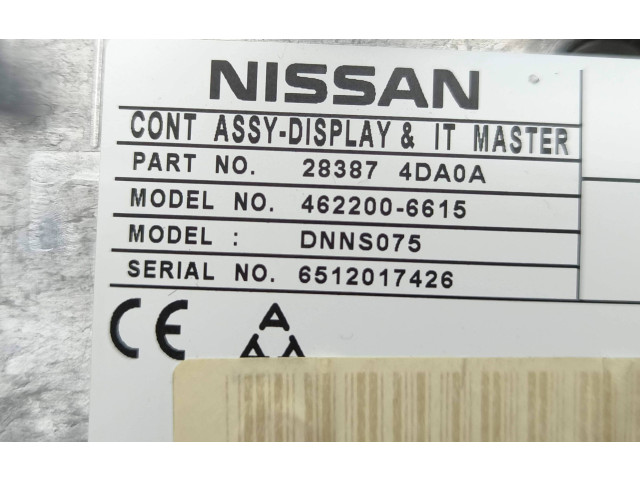 NISSAN
CONT ASSY-DISPLAY & IT MASTER
PART NO. 28387 4DA0A
MODEL NO. 462200-6615
MODEL : DNNS075
SERIAL NO. 6512017426
CE
A